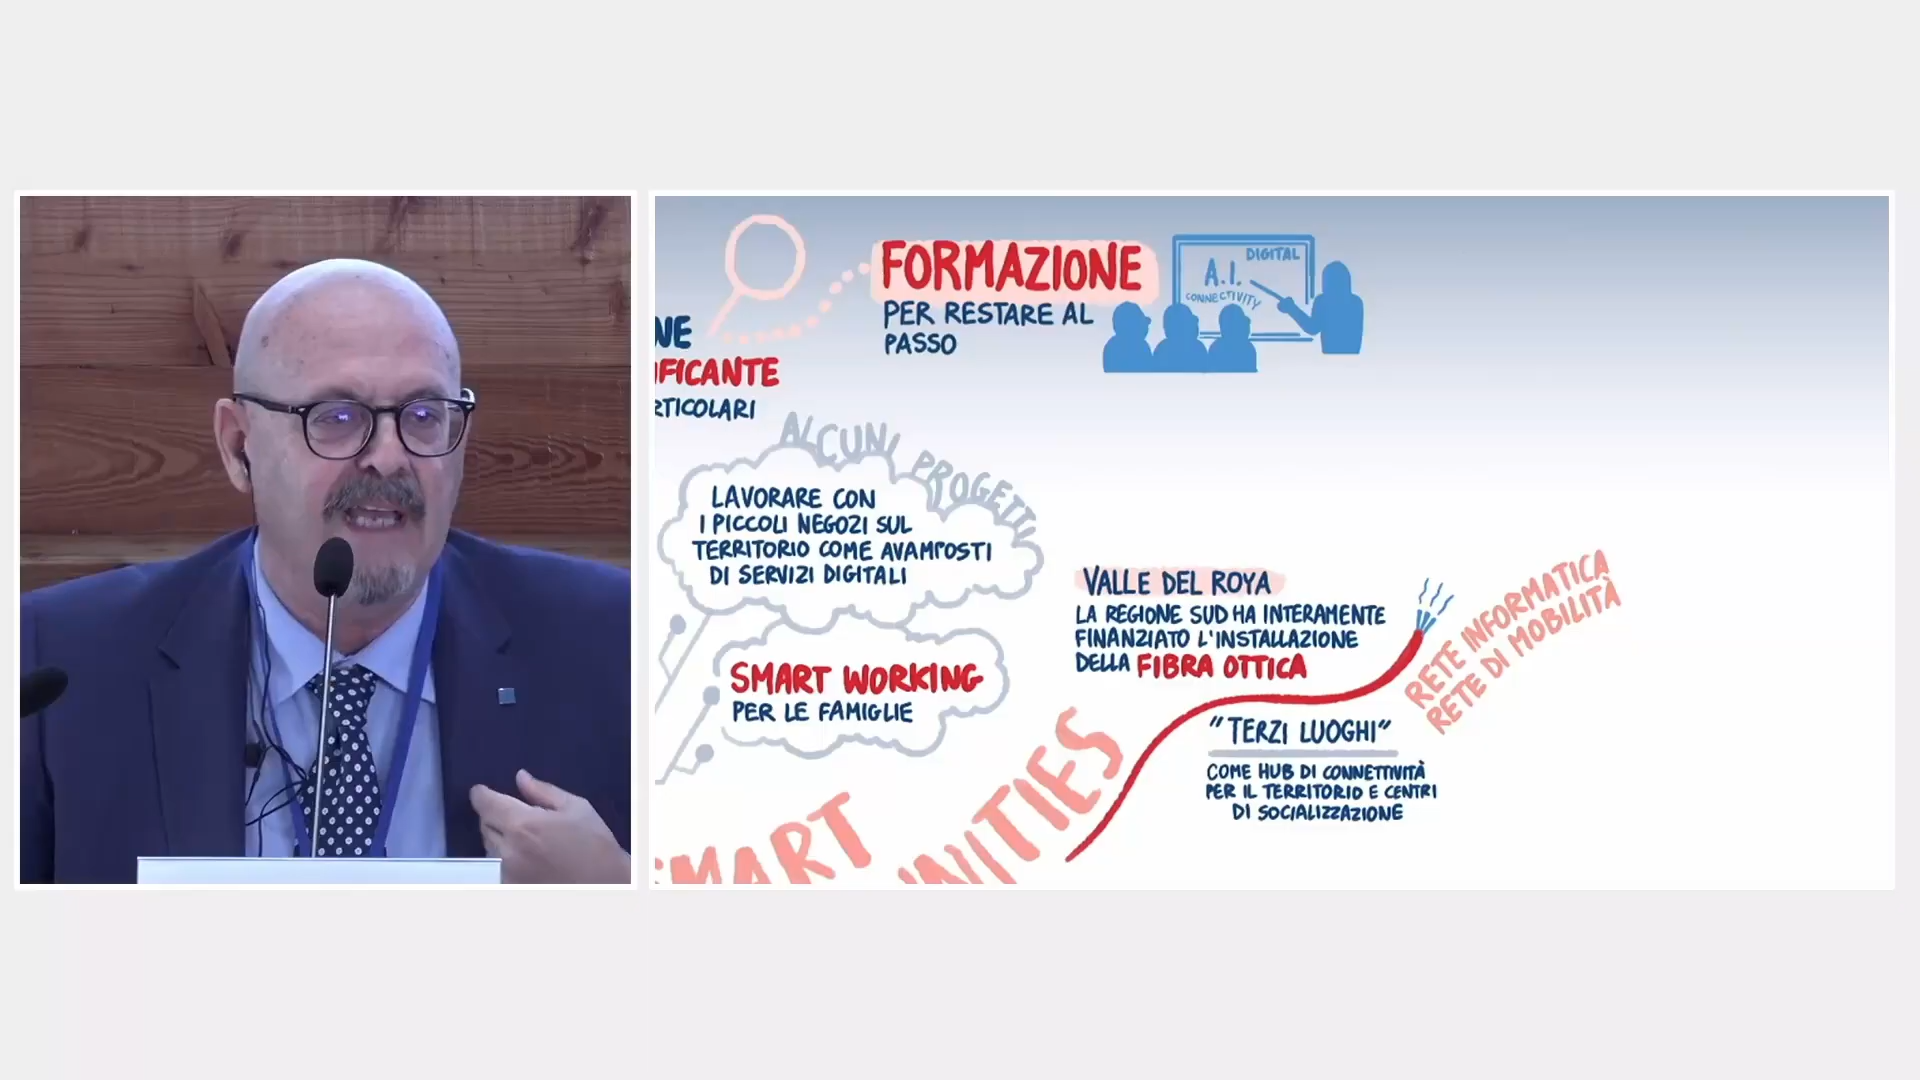 FORMAZIONE
PER RESTARE AL
PASSO
DIGITAL
A.I.
CONNECTIVITY
NE
IFICANTE
RTICOLARI
ALCUNI PROGETTI
LAVORARE CON
I PICCOLI NEGOZI SUL
TERRITORIO COME AVAMPOSTI
DI SERVIZI DIGITALI
SMART WORKING
PER LE FAMIGLIE
VALLE DEL ROYA
LA REGIONE SUD HA INTERAMENTE
FINANZIATO L'INSTALLAZIONE
DELLA FIBRA OTTICA
RETE INFORMATICA
RETE DI MOBILITÀ
"TERZI LUOGHI"
COME HUB DI CONNETTIVITÀ
PER IL TERRITORIO E CENTRI
DI SOCIALIZZAZIONE
SMART
NITIES